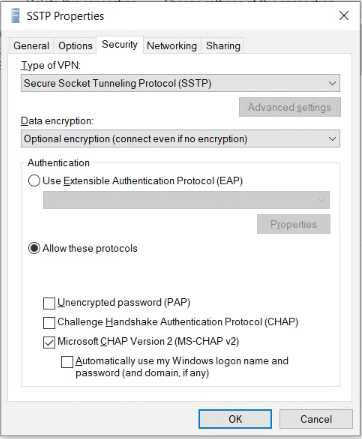 SSTP Properties
General Options Security Networking Sharing
Type of VPN:
Secure Socket Tunneling Protocol (SSTP)
Advanced settings
Data encryption:
Optional encryption (connect even if no encryption)
Authentication
Use Extensible Authentication Protocol (EAP)
Properties
Allow these protocols
Unencrypted password (PAP)
Challenge Handshake Authentication Protocol (CHAP)
Microsoft CHAP Version 2 (MS-CHAP v2)
Automatically use my Windows logon name and
password (and domain, if any)
OK Cancel